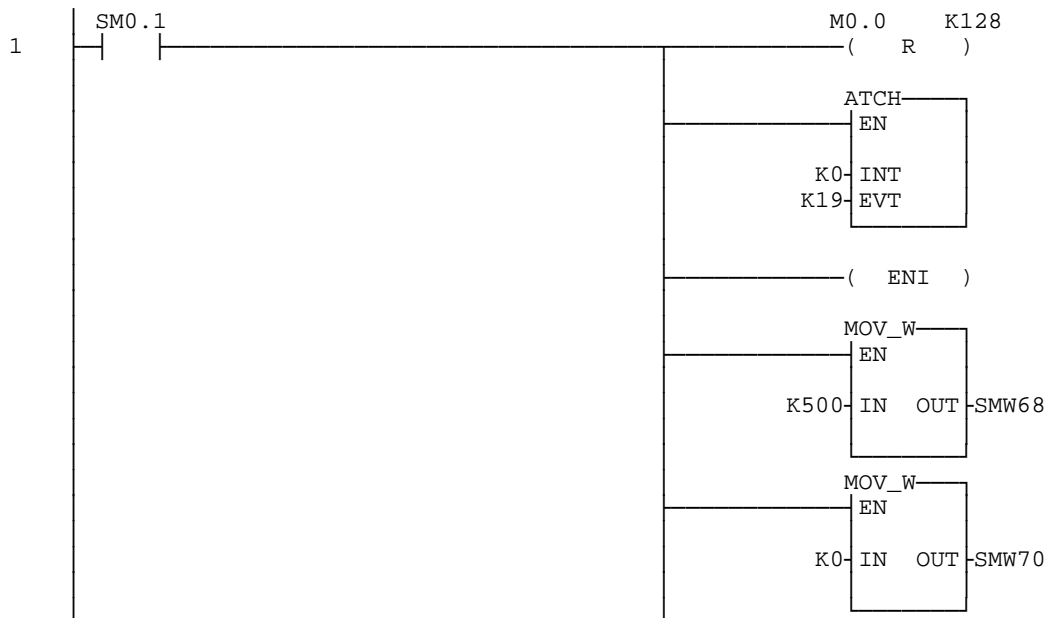 SM0.1 M0.0 K128
1 ( R )
ATCH
EN
K0 INT
K19 EVT
( ENI )
MOV_W
EN
K500 IN OUT SMW68
MOV_W
EN
K0 IN OUT SMW70